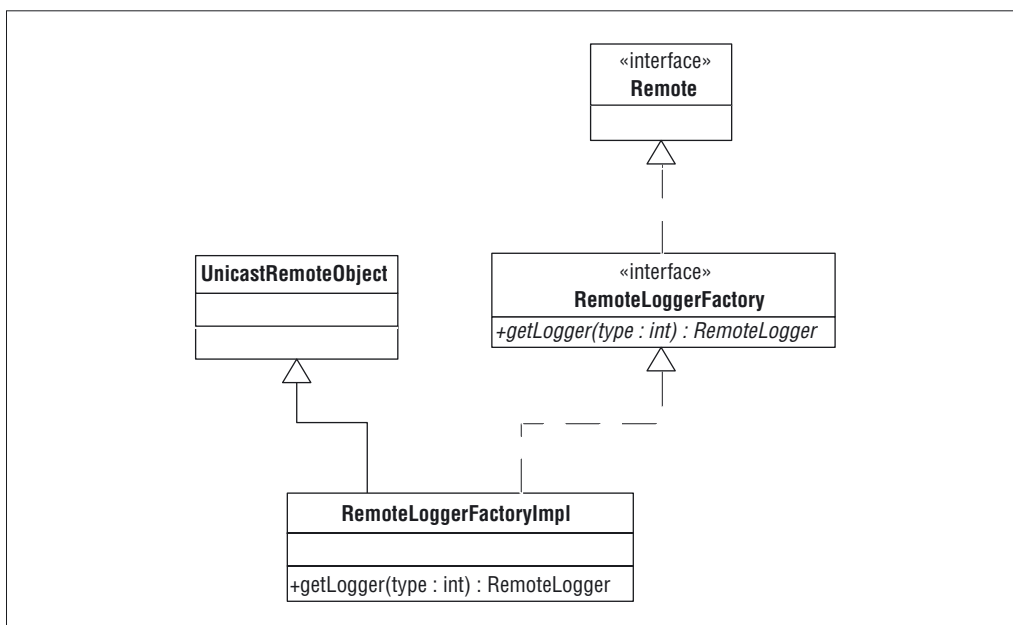 «interface»
Remote
UnicastRemoteObject
«interface»
RemoteLoggerFactory
+getLogger(type : int) : RemoteLogger
RemoteLoggerFactoryImpl
+getLogger(type : int) : RemoteLogger